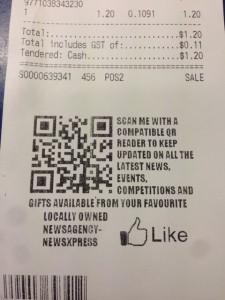 9771038343230
1 1.20 0.1091 1.20
Total:...................$1.20
Total includes GST of:......$0.11
Tendered: Cash..............$1.20
S0000639341 456 POS2 SALE
SCAN ME WITH A
COMPATIBLE QR
READER TO KEEP
UPDATED ON ALL THE
LATEST NEWS,
EVENTS,
COMPETITIONS AND
GIFTS AVAILABLE FROM YOUR FAVOURITE
LOCALLY OWNED
NEWSAGENCY-
NEWSXPRESS
Like